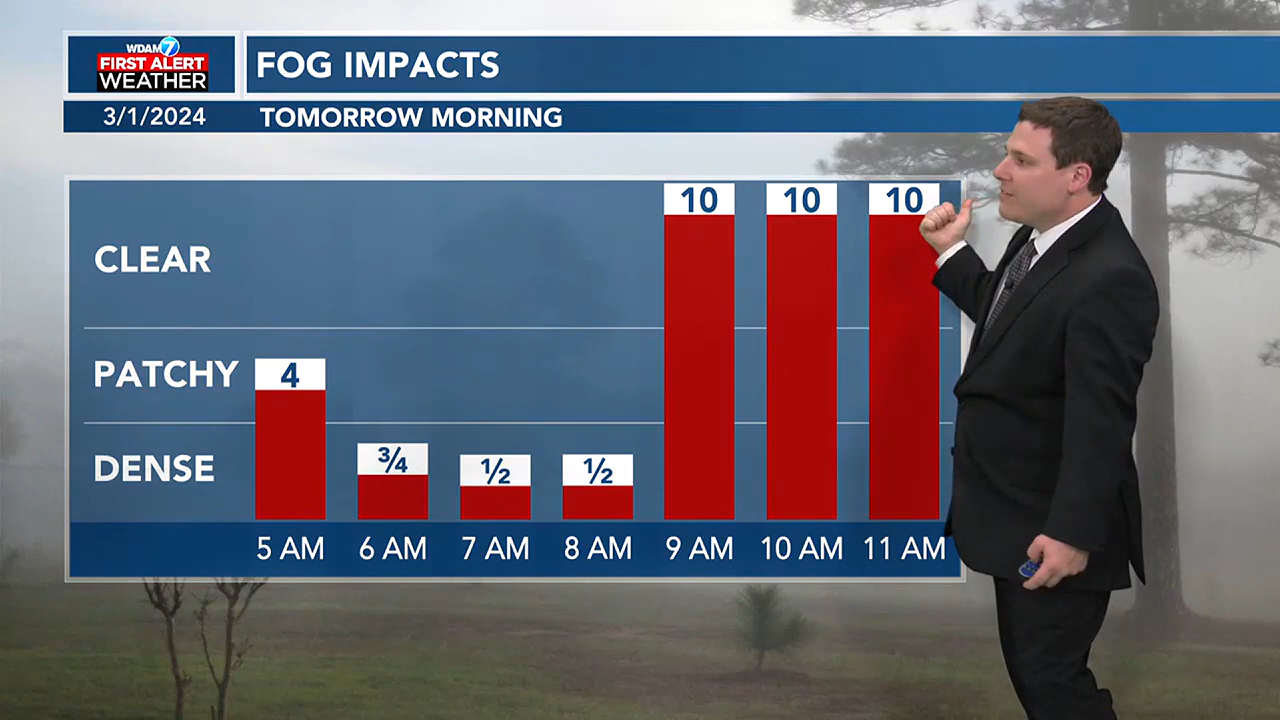 WDAM 7
FIRST ALERT
WEATHER
FOG IMPACTS
3/1/2024
TOMORROW MORNING
CLEAR
PATCHY
DENSE
4
¾
½
½
10
10
10
5 AM
6 AM
7 AM
8 AM
9 AM
10 AM
11 AM